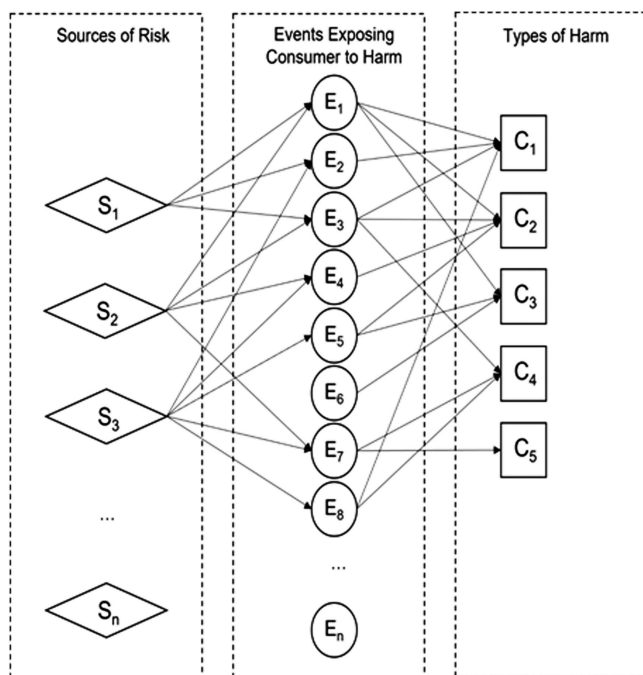 Sources of Risk
S1
S2
S3
...
Sn
Events Exposing
Consumer to Harm
E1
E2
E3
E4
E5
E6
E7
E8
...
En
Types of Harm
C1
C2
C3
C4
C5